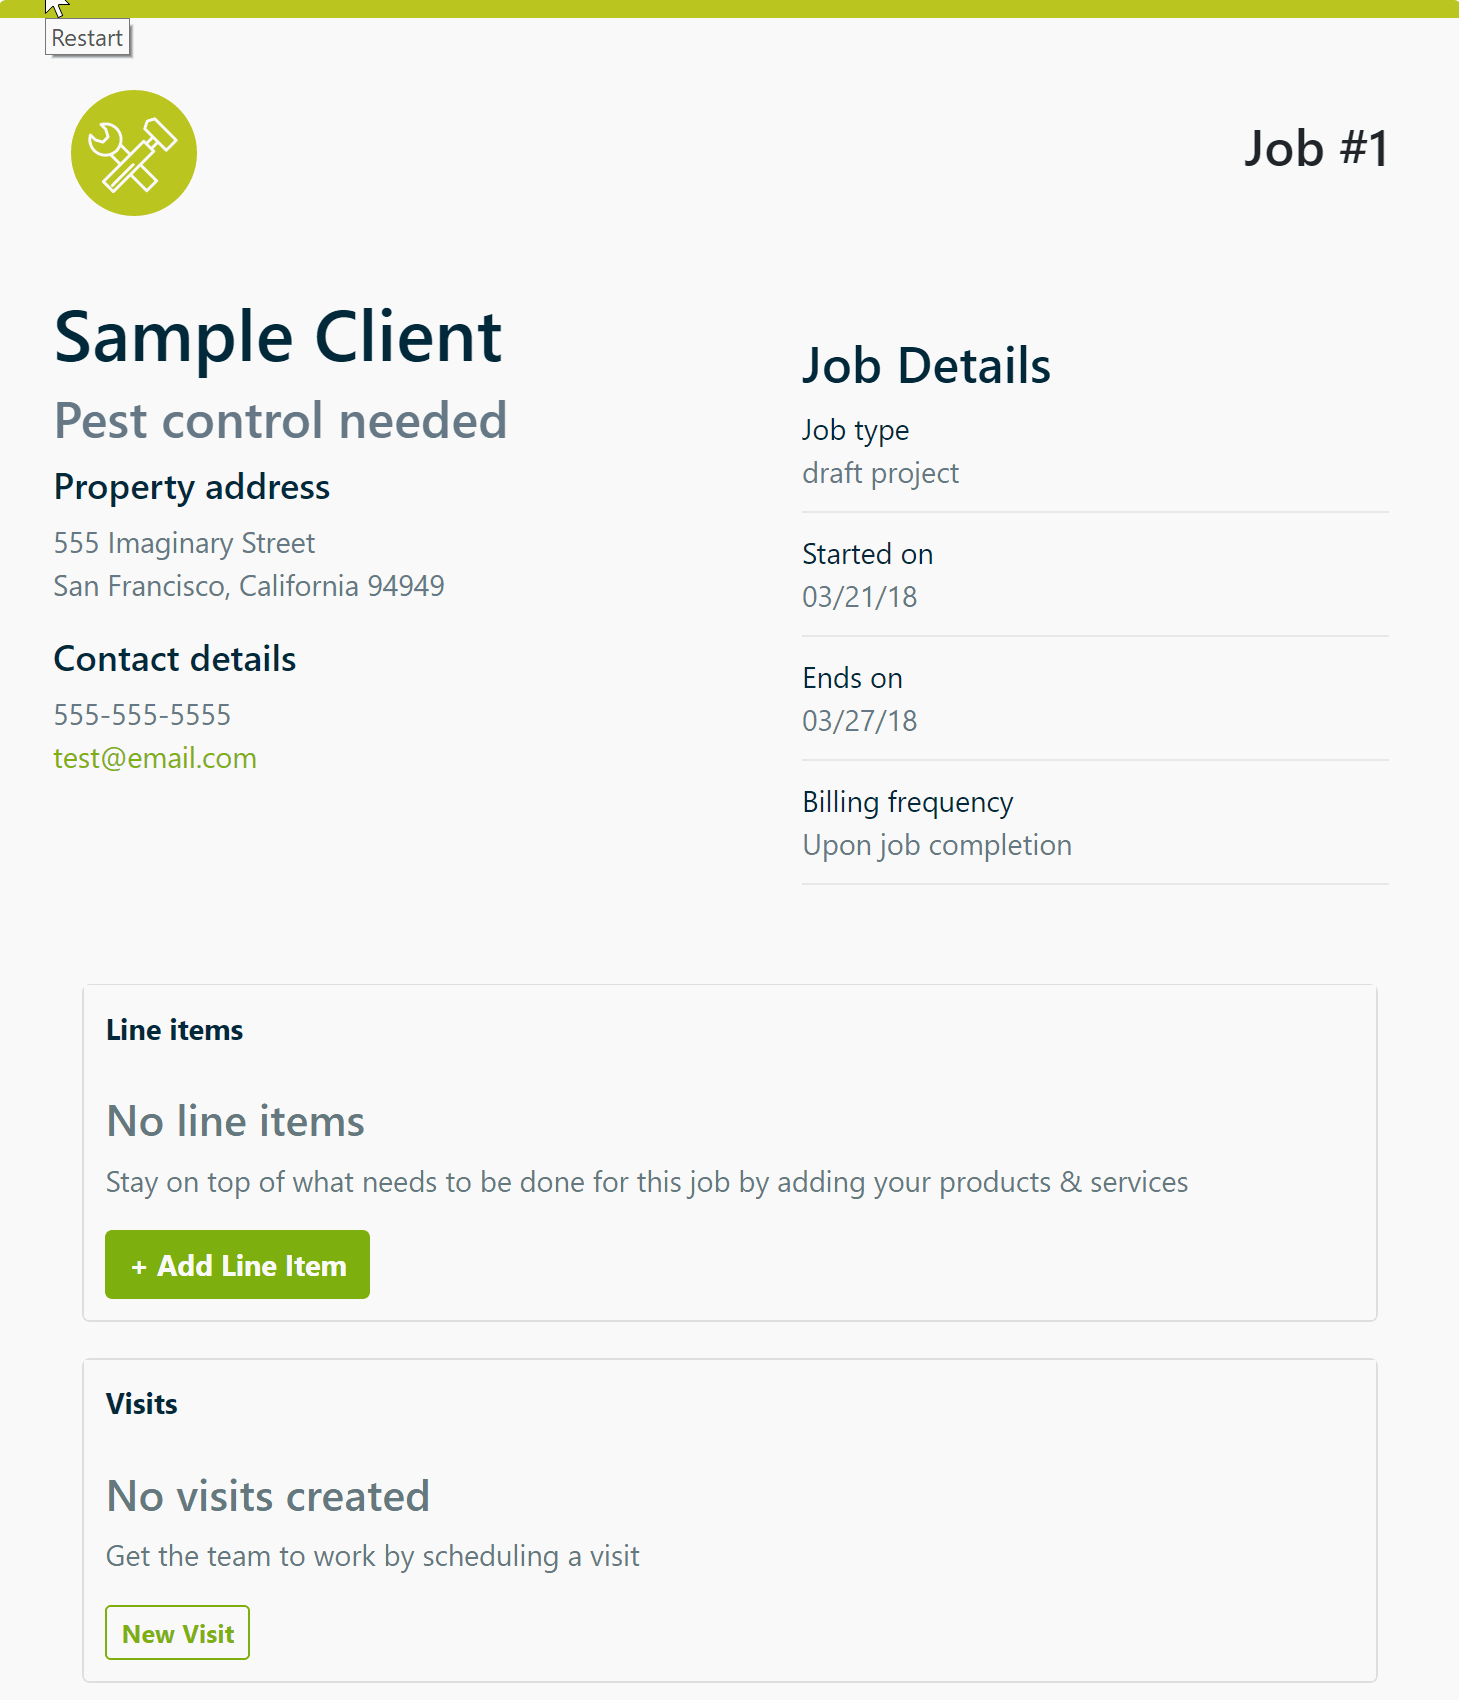 Restart
Job #1
Sample Client
Pest control needed
Property address
555 Imaginary Street
San Francisco, California 94949
Contact details
555-555-5555
test@email.com
Job Details
Job type
draft project
Started on
03/21/18
Ends on
03/27/18
Billing frequency
Upon job completion
Line items
No line items
Stay on top of what needs to be done for this job by adding your products & services
+ Add Line Item
Visits
No visits created
Get the team to work by scheduling a visit
New Visit